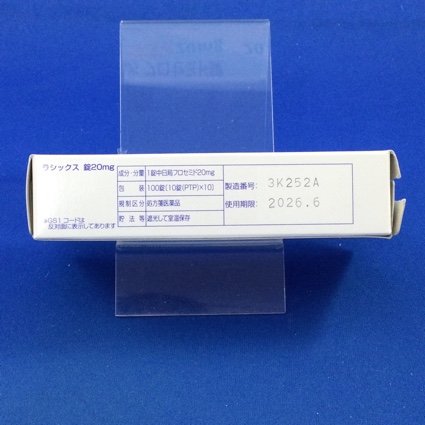 ラシックス 錠20mg
成分・分量 1錠中日局フロセミド20mg
包装 100錠(10錠(PTP)×10)
規制区分 処方箋医薬品
貯法等 遮光して室温保存
※GS1コードは
反対面に表示してあります
製造番号: 3K252A
使用期限: 2026.6